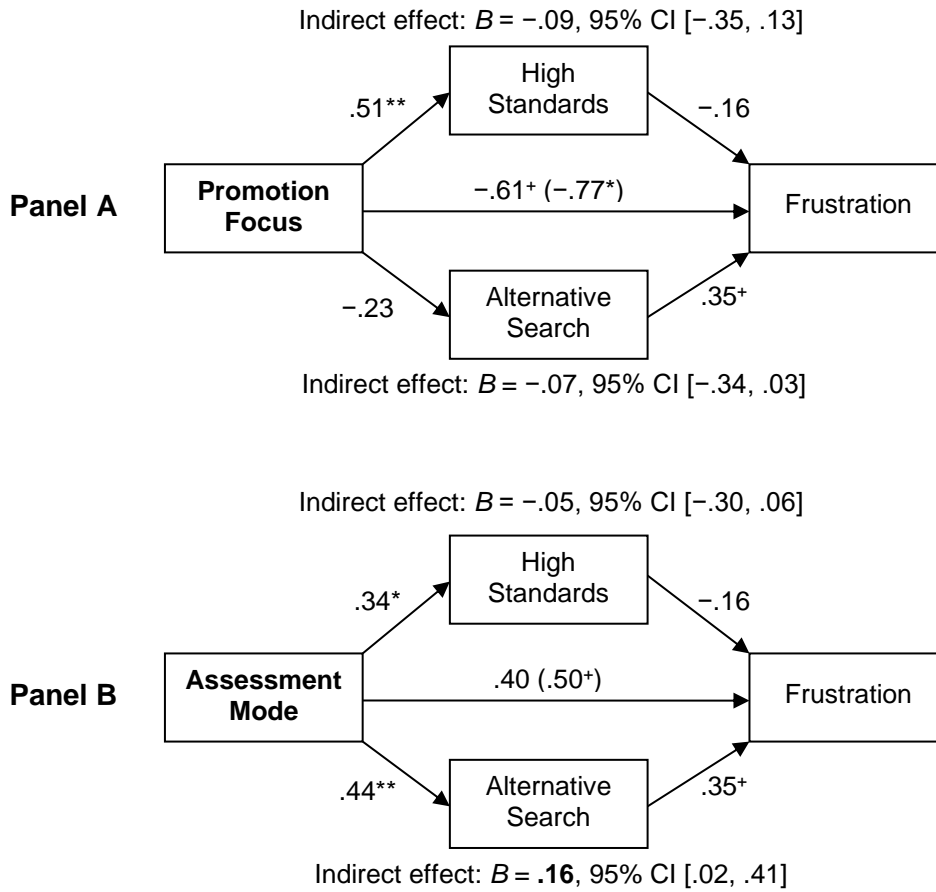 Indirect effect: B = −.09, 95% CI [−.35, .13]
High
Standards
.51**
−.16
Panel A
Promotion
Focus
−.61⁺ (−.77*)
Frustration
−.23
Alternative
Search
.35⁺
Indirect effect: B = −.07, 95% CI [−.34, .03]
Indirect effect: B = −.05, 95% CI [−.30, .06]
High
Standards
.34*
−.16
Panel B
Assessment
Mode
.40 (.50⁺)
Frustration
.44**
Alternative
Search
.35⁺
Indirect effect: B = .16, 95% CI [.02, .41]